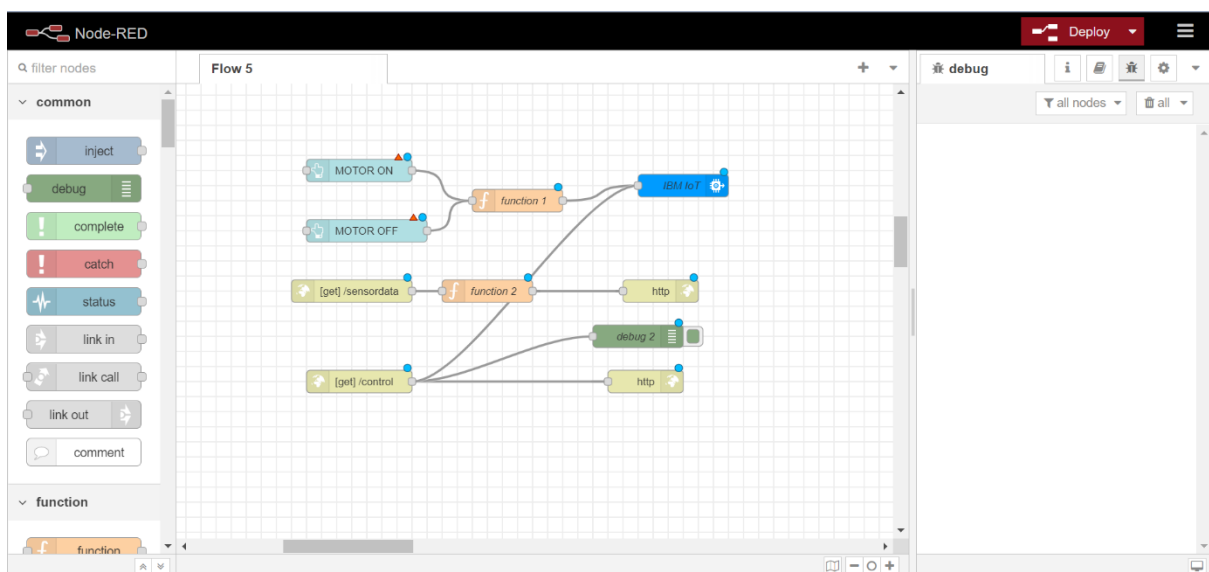 Node-RED
Deploy
filter nodes
Flow 5
debug
i
all nodes
all
common
inject
debug
complete
catch
status
link in
link call
link out
comment
function
function
MOTOR ON
MOTOR OFF
function 1
IBM IoT
[get] /sensordata
function 2
http
debug 2
[get] /control
http